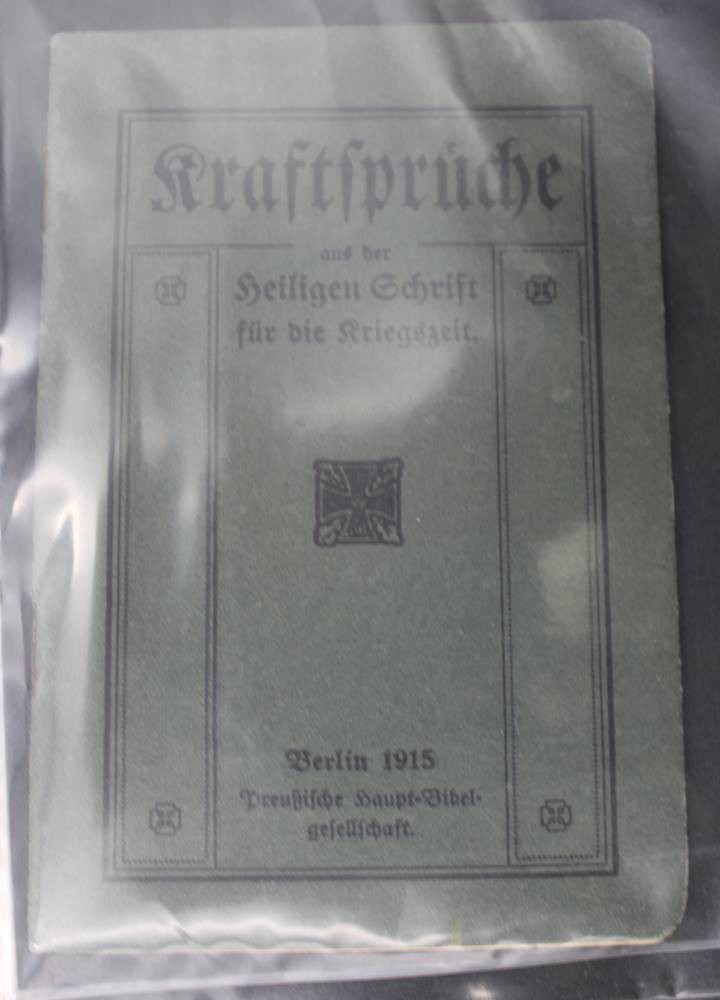 Kraftsprüche
aus der
Heiligen Schrift
für die Kriegszeit.
Berlin 1915
Preußische Haupt-Bibel-
gesellschaft.